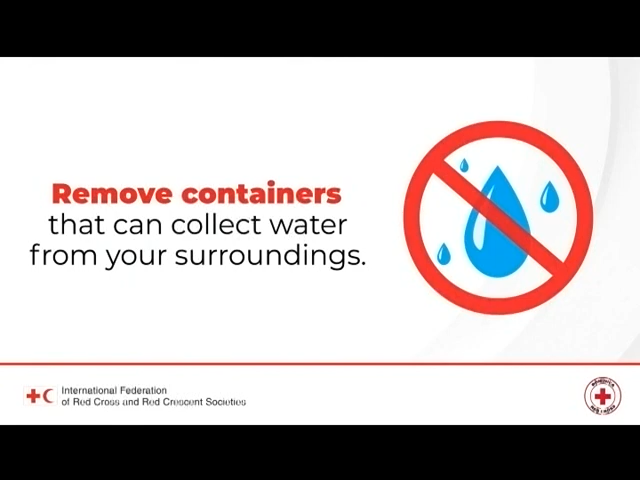 Remove containers
that can collect water
from your surroundings.
International Federation
of Red Cross and Red Crescent Societies